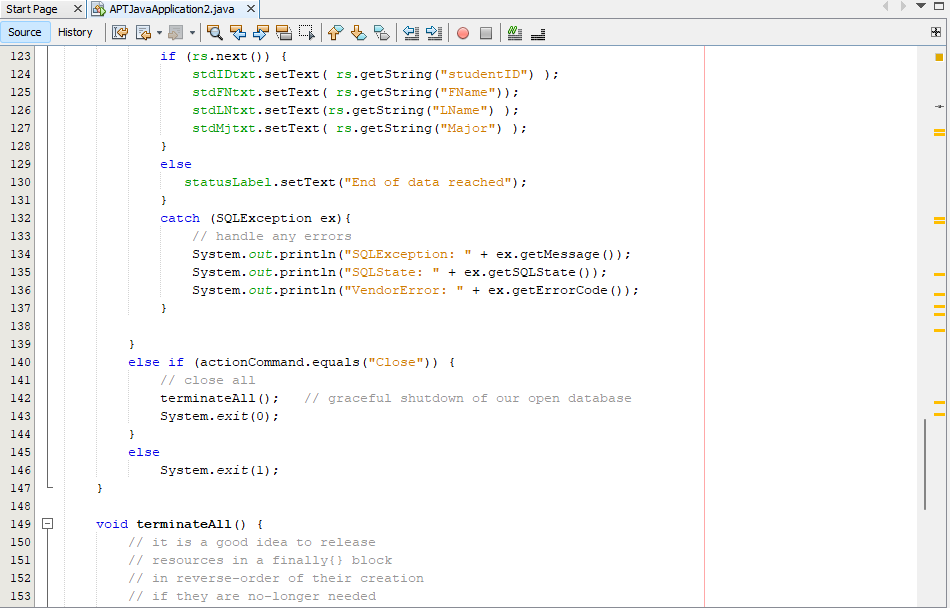 Start Page APTJavaApplication2.java
Source History
123 if (rs.next()) {
124 stdIDtxt.setText( rs.getString("studentID") );
125 stdFNtxt.setText( rs.getString("FName"));
126 stdLNtxt.setText(rs.getString("LName") );
127 stdMjtxt.setText( rs.getString("Major") );
128 }
129 else
130 statusLabel.setText("End of data reached");
131 }
132 catch (SQLException ex){
133 // handle any errors
134 System.out.println("SQLException: " + ex.getMessage());
135 System.out.println("SQLState: " + ex.getSQLState());
136 System.out.println("VendorError: " + ex.getErrorCode());
137 }
138
139 }
140 else if (actionCommand.equals("Close")) {
141 // close all
142 terminateAll(); // graceful shutdown of our open database
143 System.exit(0);
144 }
145 else
146 System.exit(1);
147 }
148
149 void terminateAll() {
150 // it is a good idea to release
151 // resources in a finally{} block
152 // in reverse-order of their creation
153 // if they are no-longer needed